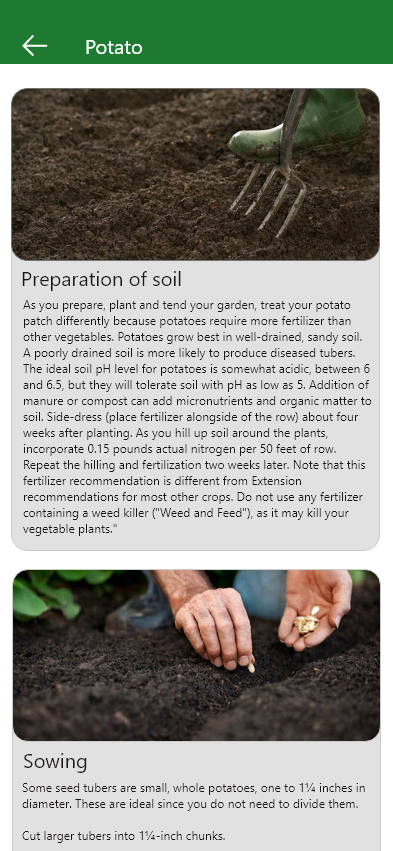 Potato
Preparation of soil
As you prepare, plant and tend your garden, treat your potato
patch differently because potatoes require more fertilizer than
other vegetables. Potatoes grow best in well-drained, sandy soil.
A poorly drained soil is more likely to produce diseased tubers.
The ideal soil pH level for potatoes is somewhat acidic, between 6
and 6.5, but they will tolerate soil with pH as low as 5. Addition of
manure or compost can add micronutrients and organic matter to
soil. Side-dress (place fertilizer alongside of the row) about four
weeks after planting. As you hill up soil around the plants,
incorporate 0.15 pounds actual nitrogen per 50 feet of row.
Repeat the hilling and fertilization two weeks later. Note that this
fertilizer recommendation is different from Extension
recommendations for most other crops. Do not use any fertilizer
containing a weed killer ("Weed and Feed"), as it may kill your
vegetable plants."
Sowing
Some seed tubers are small, whole potatoes, one to 1¼ inches in
diameter. These are ideal since you do not need to divide them.
Cut larger tubers into 1¼-inch chunks.